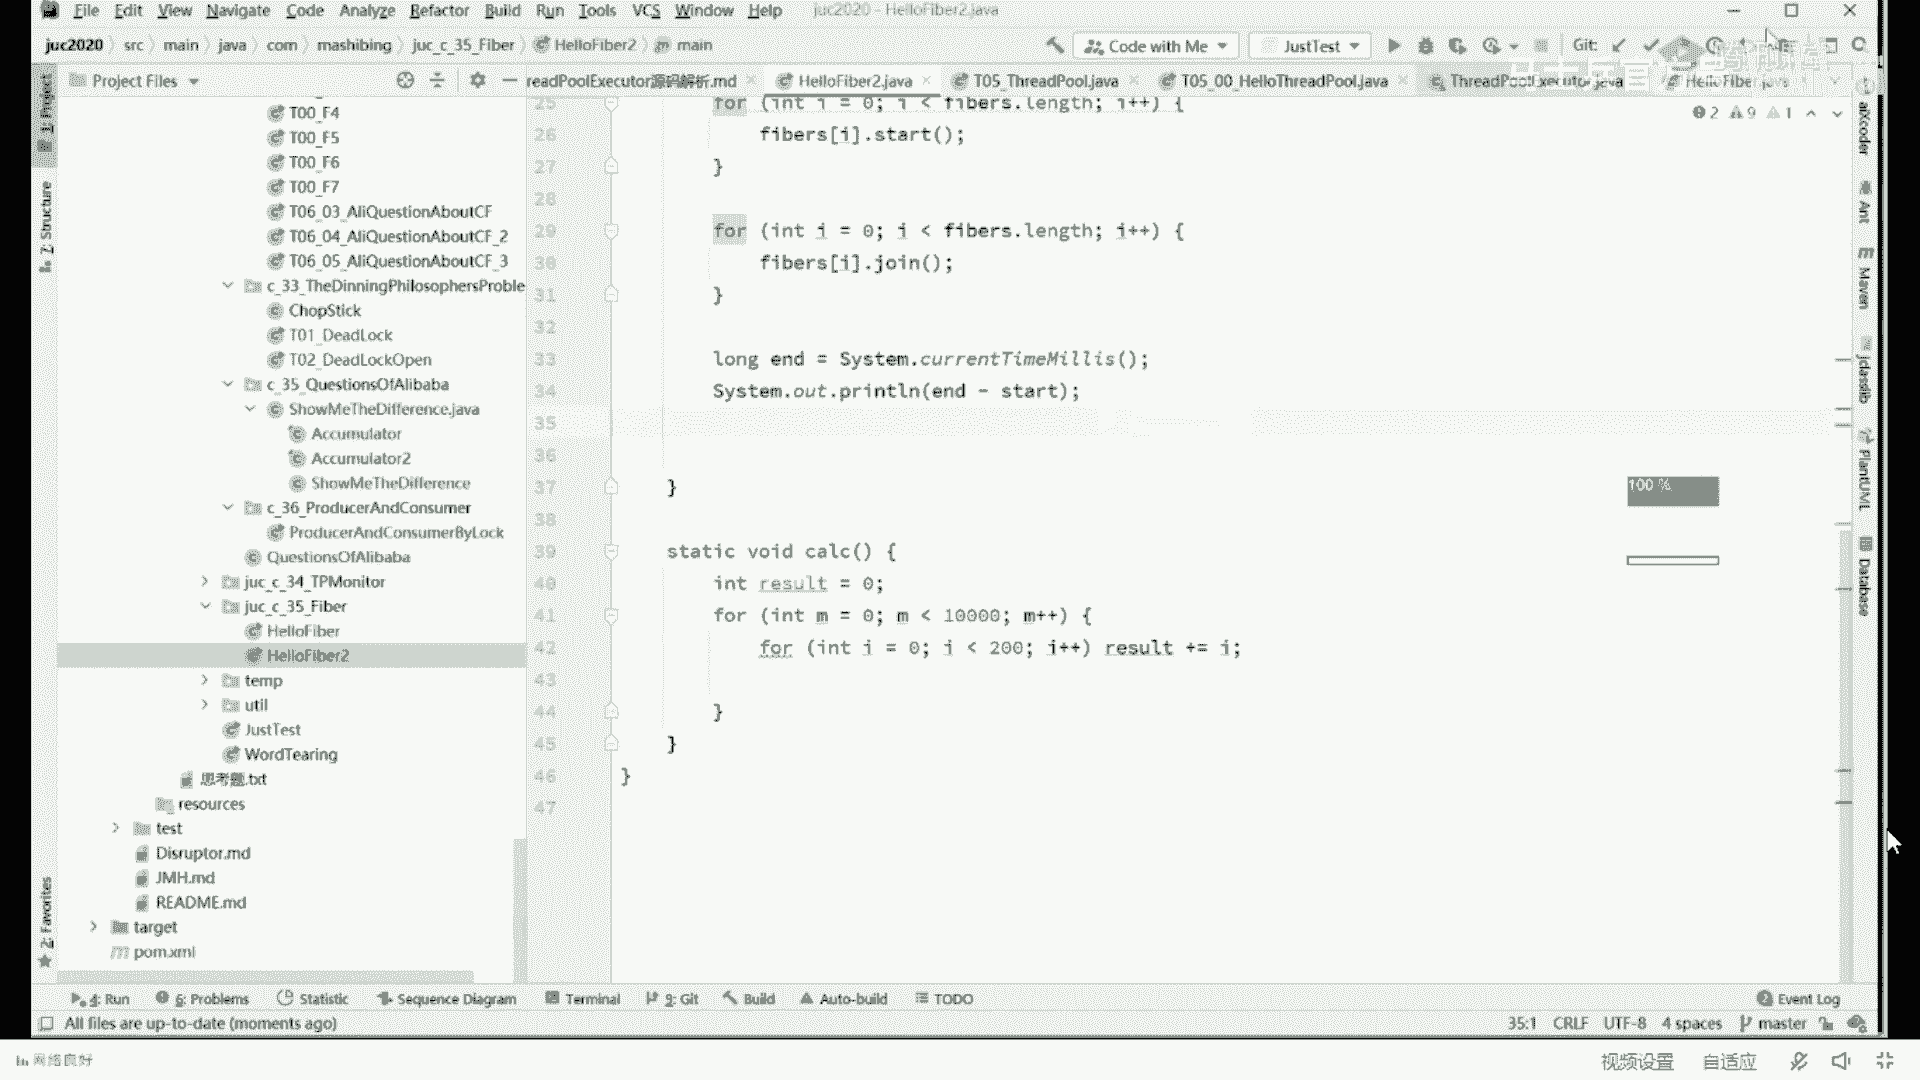 File Edit View Navigate Code Analyze Refactor Build Run Tools VCS Window Help juc2020 - HelloFiber2.java
juc2020 src main java com mashibing juc_c_35_Fiber HelloFiber2 main
Code with Me JustTest Git:
Project Files
readPoolExecutor源码解析.md HelloFiber2.java T05_ThreadPool.java T05_00_HelloThreadPool.java ThreadPoolExecutor.java HelloFiber.java
1: Project
7: Structure
2: Favorites
T00_F4
T00_F5
T00_F6
T00_F7
T06_03_AliQuestionAboutCF
T06_04_AliQuestionAboutCF_2
T06_05_AliQuestionAboutCF_3
c_33_TheDinningPhilosophersProble
ChopStick
T01_DeadLock
T02_DeadLockOpen
c_35_QuestionsOfAlibaba
ShowMeTheDifference.java
Accumulator
Accumulator2
ShowMeTheDifference
c_36_ProducerAndConsumer
ProducerAndConsumerByLock
QuestionsOfAlibaba
juc_c_34_TPMonitor
juc_c_35_Fiber
HelloFiber
HelloFiber2
temp
util
JustTest
WordTearing
思考题.txt
resources
test
Disruptor.md
JMH.md
README.md
target
pom.xml
2 9 1
25 for (int i = 0; i < fibers.length; i++) {
26 fibers[i].start();
27 }
28
29 for (int i = 0; i < fibers.length; i++) {
30 fibers[i].join();
31 }
32
33 long end = System.currentTimeMillis();
34 System.out.println(end - start);
35
36
37 }
38
39 static void calc() {
40 int result = 0;
41 for (int m = 0; m < 10000; m++) {
42 for (int i = 0; i < 200; i++) result += i;
43
44 }
45 }
46 }
47
100 %
aiXcoder
Ant
Maven
jclasslib
PlantUML
Database
4: Run 6: Problems Statistic Sequence Diagram Terminal 9: Git Build Auto-build TODO 2 Event Log
All files are up-to-date (moments ago) 35:1 CRLF UTF-8 4 spaces master
网络良好 视频设置 自适应